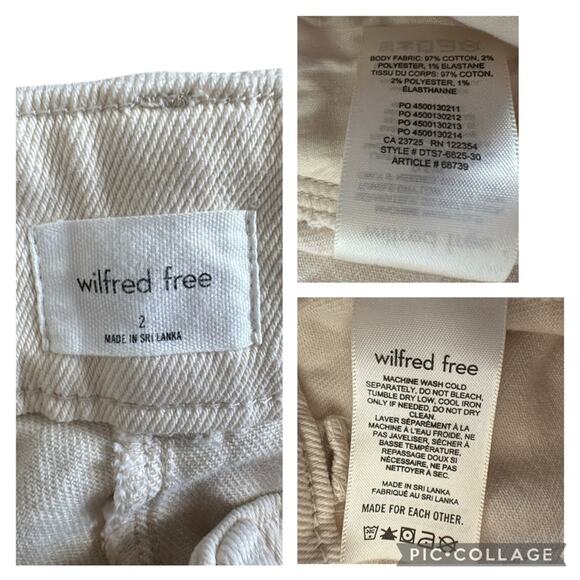 wilfred free
2
MADE IN SRI LANKA
BODY FABRIC: 97% COTTON, 2%
POLYESTER, 1% ELASTANE
TISSU DU CORPS: 97% COTON,
2% POLYESTER, 1%
ÉLASTHANNE
PO 4500130211
PO 4500130212
PO 4500130213
PO 4500130214
CA 23725 RN 122354
STYLE # DTS7-6825-30
ARTICLE # 68739
wilfred free
MACHINE WASH COLD
SEPARATELY, DO NOT BLEACH,
TUMBLE DRY LOW, COOL IRON
ONLY IF NEEDED, DO NOT DRY
CLEAN.
LAVER SÉPARÉMENT À LA
MACHINE À L'EAU FROIDE, NE
PAS JAVELISER, SÉCHER À
BASSE TEMPÉRATURE,
REPASSAGE DOUX SI
NÉCESSAIRE, NE PAS
NETTOYER À SEC.
MADE IN SRI LANKA
FABRIQUÉ AU SRI LANKA
MADE FOR EACH OTHER.
PIC·COLLAGE